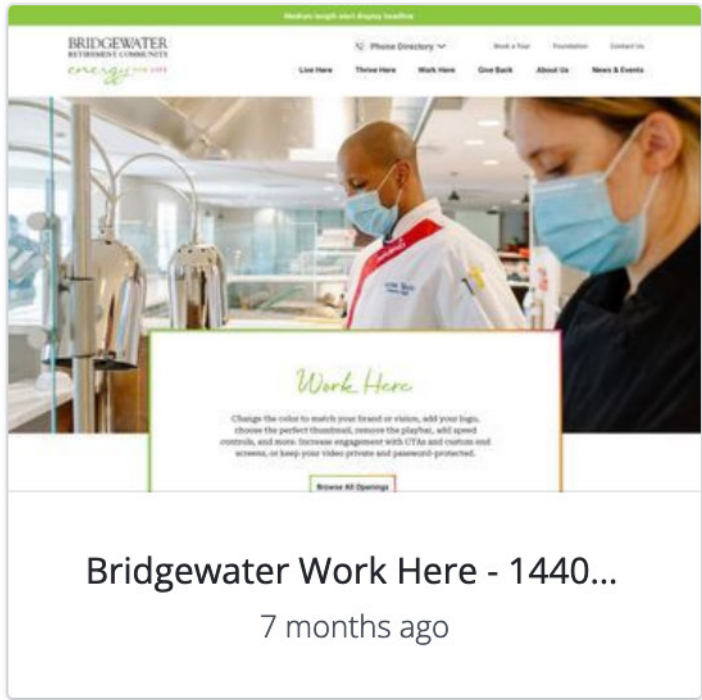 Medium length alert display headline
BRIDGEWATER
RETIREMENT COMMUNITY
energy FOR LIFE
Phone Directory
Book a Tour Foundation Contact Us
Live Here Thrive Here Work Here Give Back About Us News & Events
Work Here
Change the color to match your brand or vision, add your logo,
choose the perfect thumbnail, remove the playbar, add speed
controls, and more. Increase engagement with CTAs and custom end
screens, or keep your video private and password-protected.
Browse All Openings
Bridgewater Work Here - 1440...
7 months ago